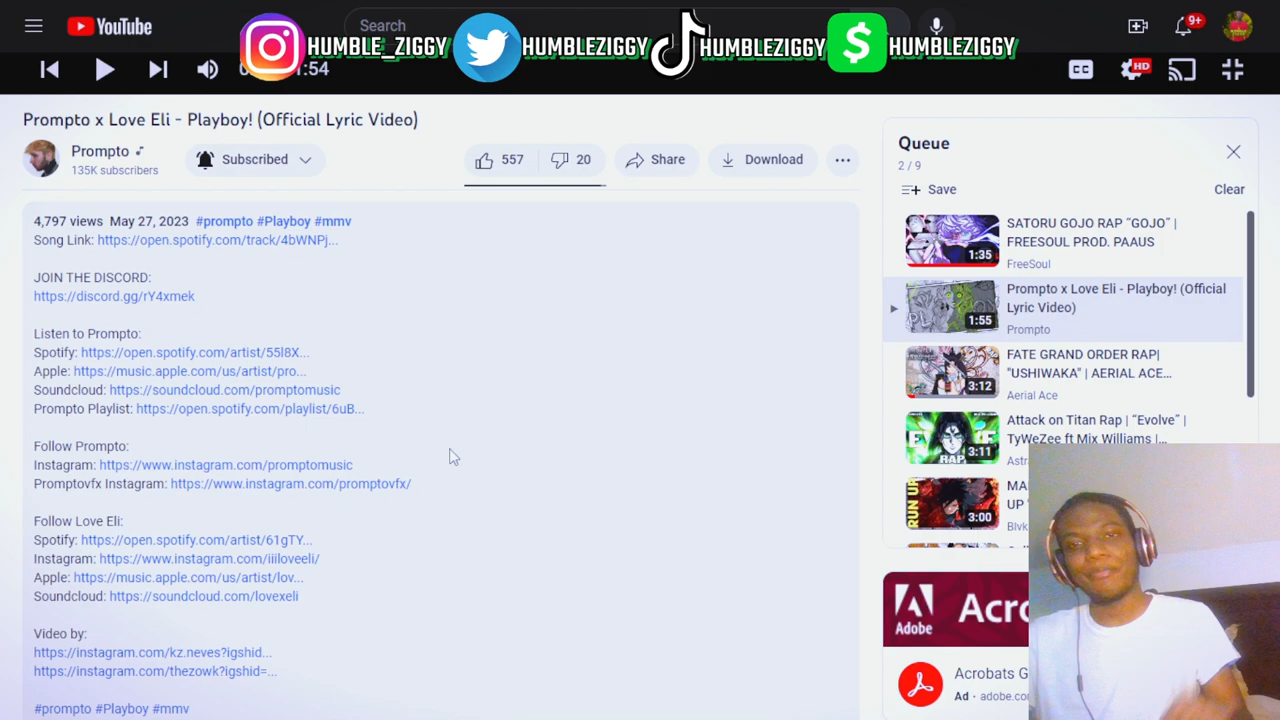 YouTube
Search
9+
HUMBLE_ZIGGY
HUMBLEZIGGY
HUMBLEZIGGY
$
HUMBLEZIGGY
1:54
CC
HD
Prompto x Love Eli - Playboy! (Official Lyric Video)
Prompto
135K subscribers
Subscribed
557
20
Share
Download
4,797 views May 27, 2023 #prompto #Playboy #mmv
Song Link: https://open.spotify.com/track/4bWNPj...
JOIN THE DISCORD:
https://discord.gg/rY4xmek
Listen to Prompto:
Spotify: https://open.spotify.com/artist/55l8X...
Apple: https://music.apple.com/us/artist/pro...
Soundcloud: https://soundcloud.com/promptomusic
Prompto Playlist: https://open.spotify.com/playlist/6uB...
Follow Prompto:
Instagram: https://www.instagram.com/promptomusic
Promptovfx Instagram: https://www.instagram.com/promptovfx/
Follow Love Eli:
Spotify: https://open.spotify.com/artist/61gTY...
Instagram: https://www.instagram.com/iiiloveeli/
Apple: https://music.apple.com/us/artist/lov...
Soundcloud: https://soundcloud.com/lovexeli
Video by:
https://instagram.com/kz.neves?igshid...
https://instagram.com/thezowk?igshid=...
#prompto #Playboy #mmv
Queue
2 / 9
Save
Clear
1:35
SATORU GOJO RAP “GOJO” |
FREESOUL PROD. PAAUS
FreeSoul
1:55
Prompto x Love Eli - Playboy! (Official
Lyric Video)
Prompto
3:12
FATE GRAND ORDER RAP|
"USHIWAKA" | AERIAL ACE...
Aerial Ace
3:11
Attack on Titan Rap | “Evolve” |
TyWeZee ft Mix Williams |...
Astr
RUN UP
3:00
MA
UP "
Blvk
Adobe
Acro
Acrobats G
Ad · adobe.co